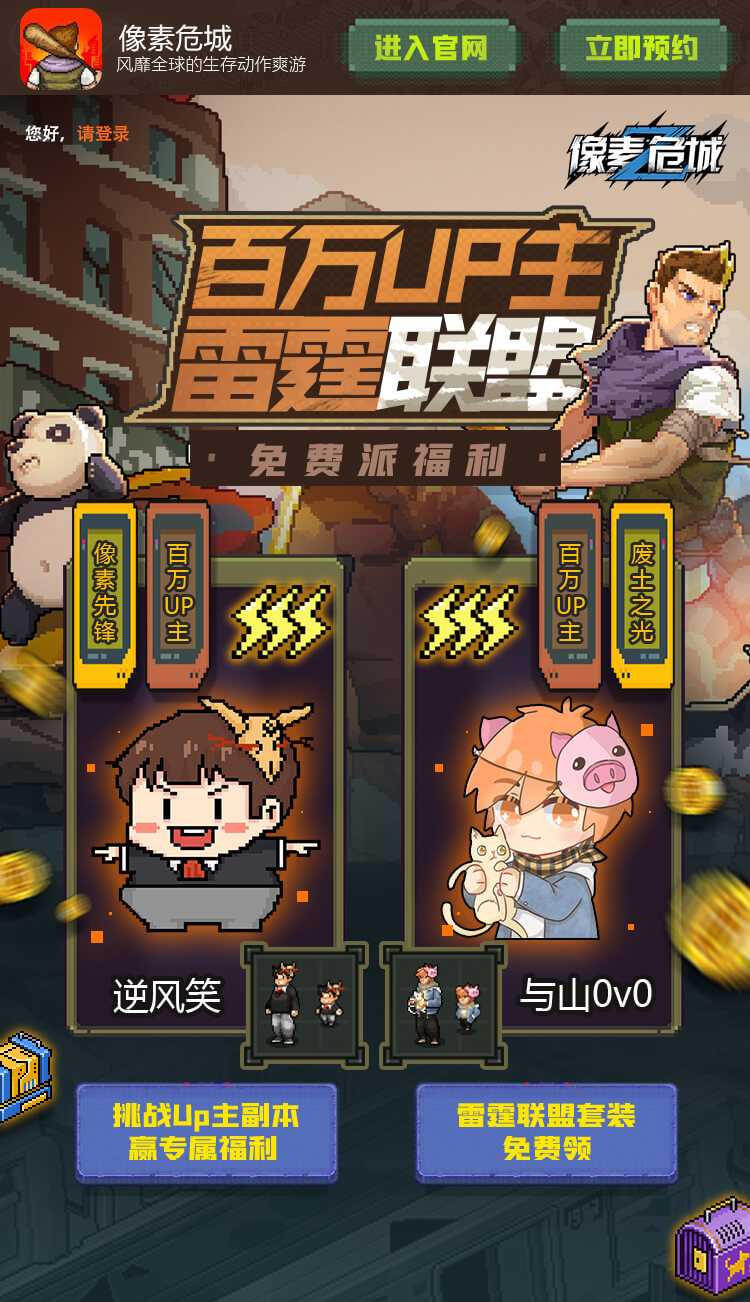 像素危城
风靡全球的生存动作爽游
进入官网
立即预约
您好，请登录
像素危城
百万UP主
雷霆联盟
· 免费派福利 ·
像素先锋
百万UP主
百万UP主
废土之光
逆风笑
与山0v0
挑战Up主副本
赢专属福利
雷霆联盟套装
免费领